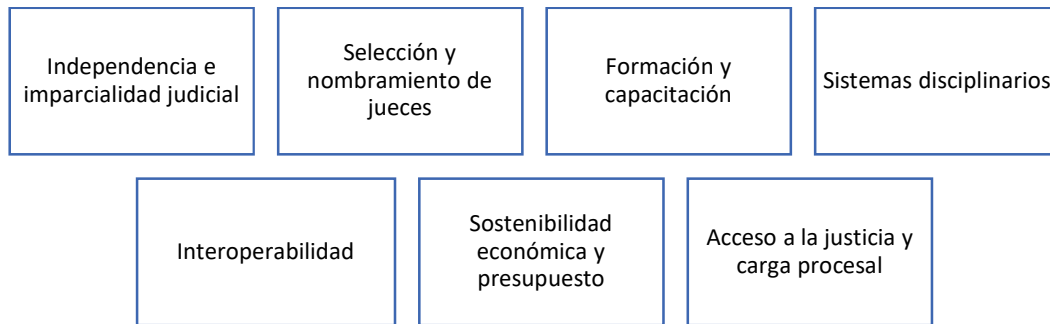 Independencia e
imparcialidad judicial
Selección y
nombramiento de
jueces
Formación y
capacitación
Sistemas disciplinarios
Interoperabilidad
Sostenibilidad
económica y
presupuesto
Acceso a la justicia y
carga procesal